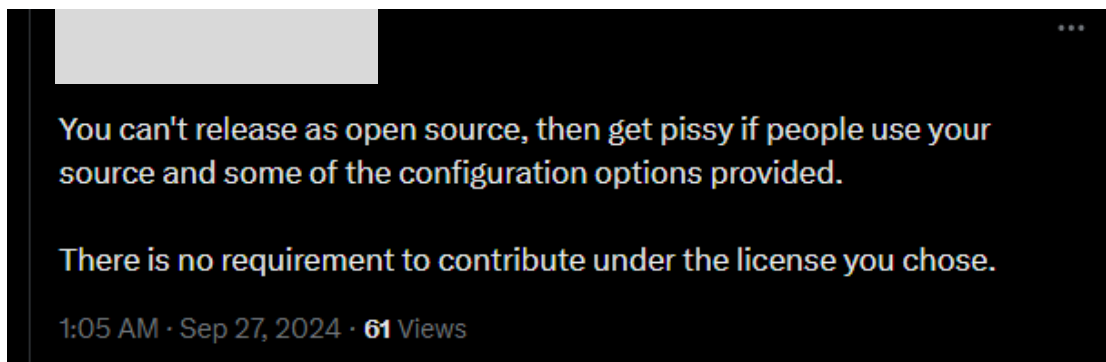 You can't release as open source, then get pissy if people use your
source and some of the configuration options provided.
There is no requirement to contribute under the license you chose.
1:05 AM · Sep 27, 2024 · 61 Views